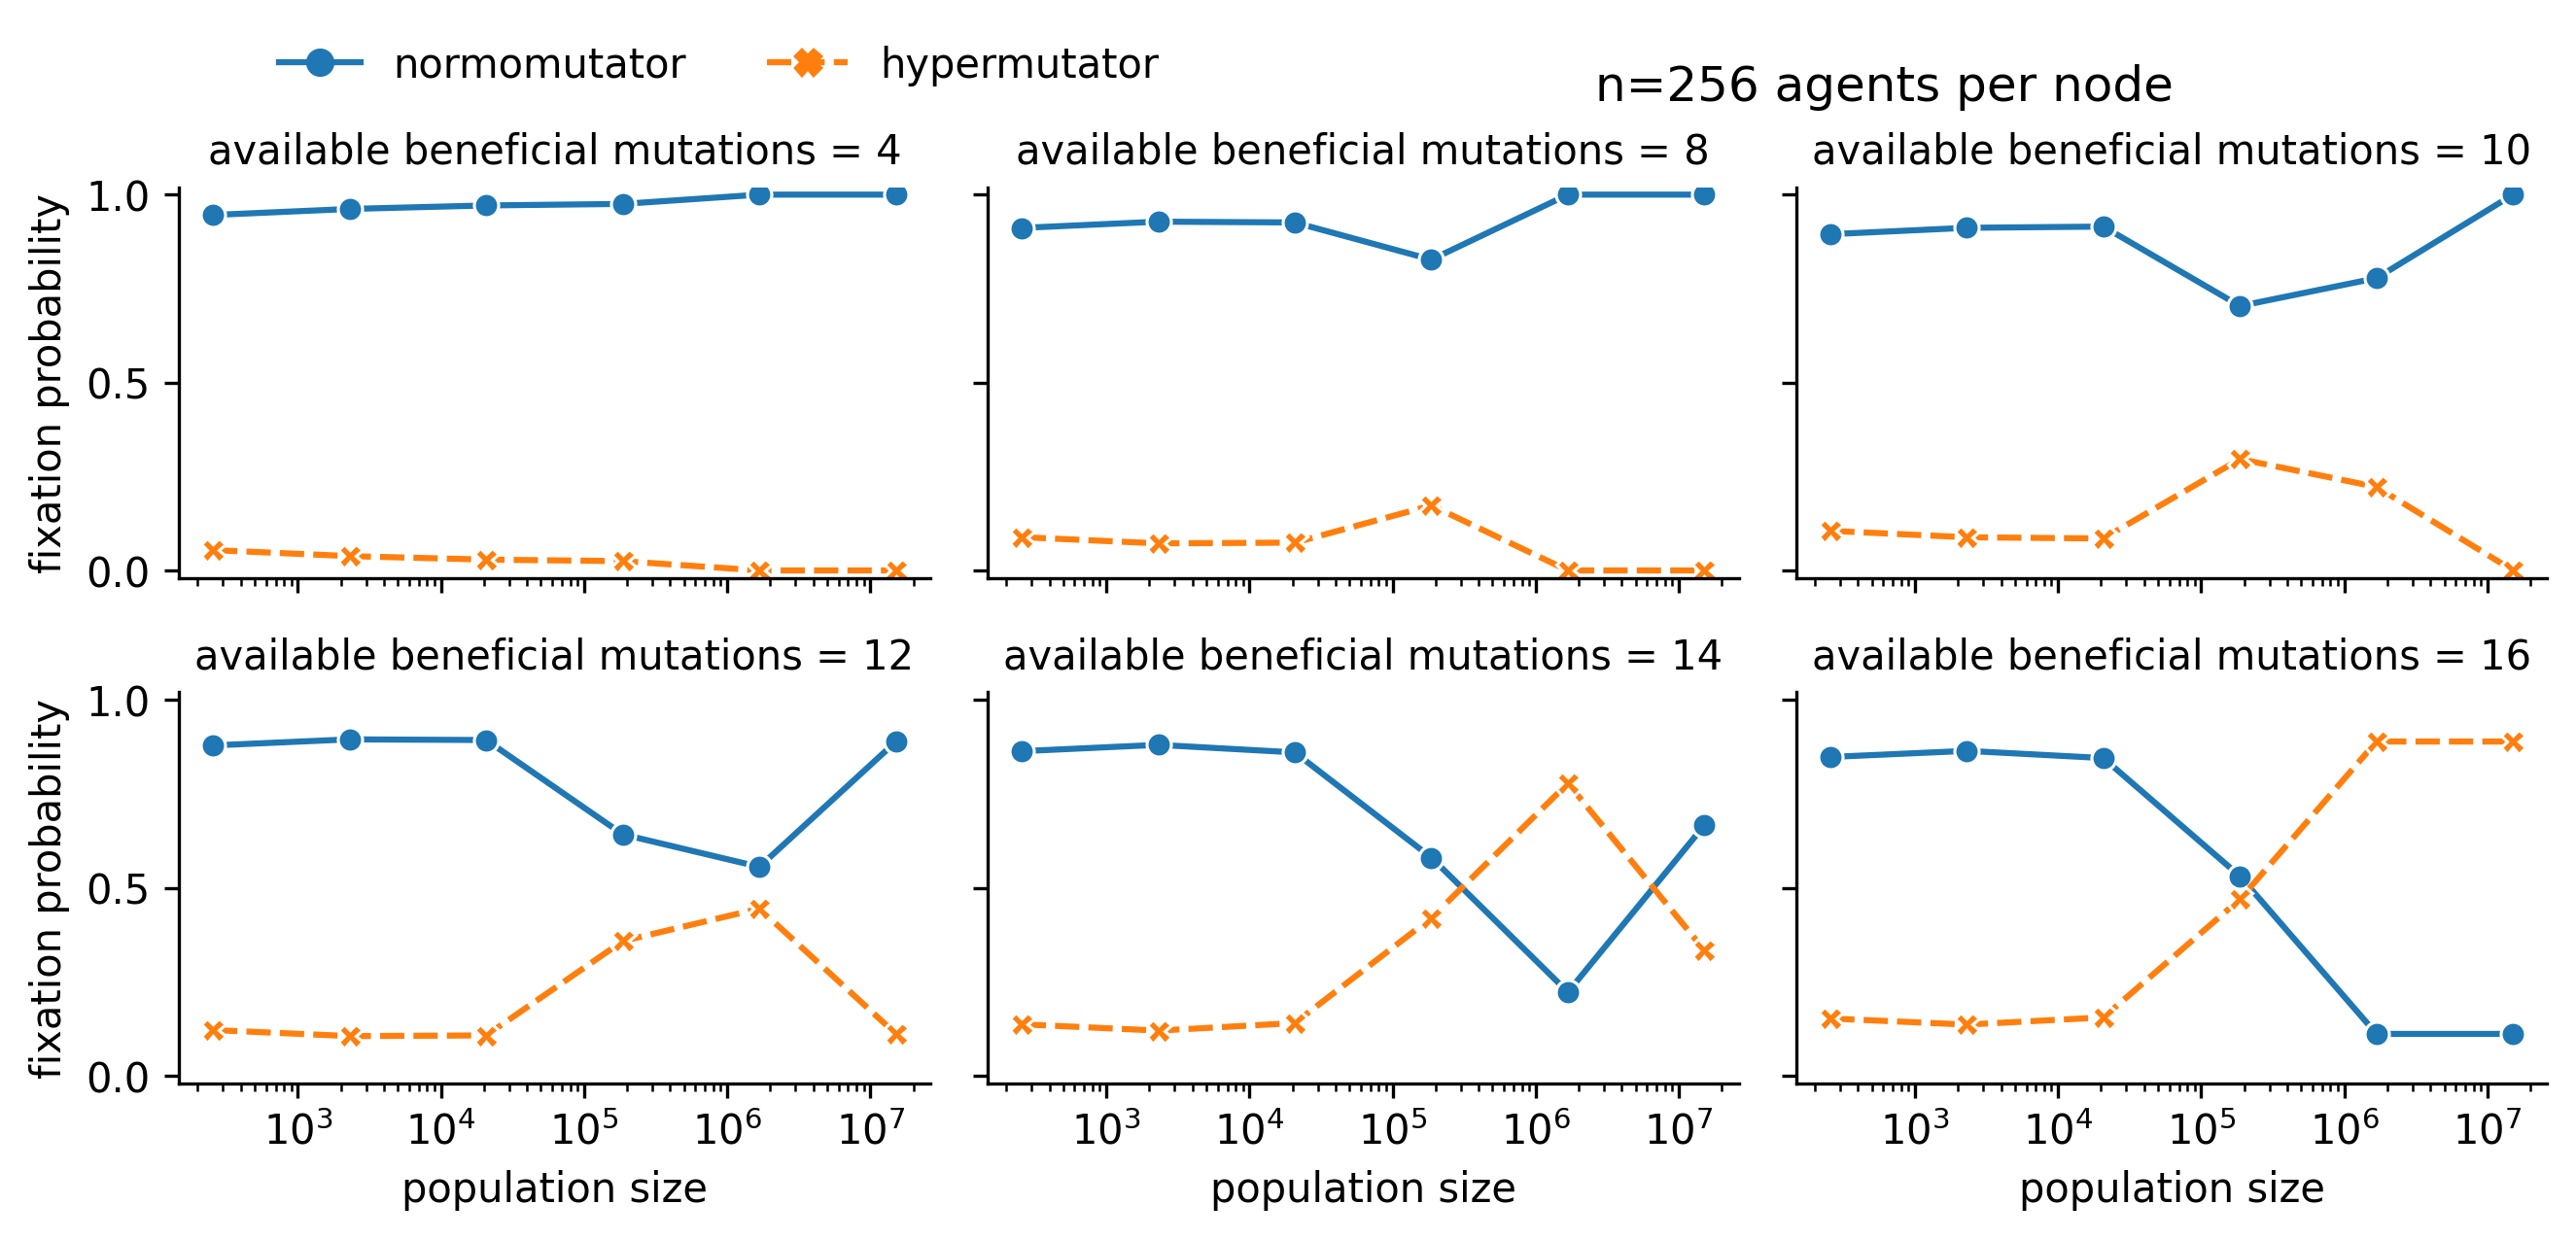 normomutator
hypermutator
n=256 agents per node
available beneficial mutations = 4
available beneficial mutations = 8
available beneficial mutations = 10
fixation probability
1.0
0.5
0.0
available beneficial mutations = 12
available beneficial mutations = 14
available beneficial mutations = 16
fixation probability
1.0
0.5
0.0
10³ 10⁴ 10⁵ 10⁶ 10⁷
10³ 10⁴ 10⁵ 10⁶ 10⁷
10³ 10⁴ 10⁵ 10⁶ 10⁷
population size
population size
population size